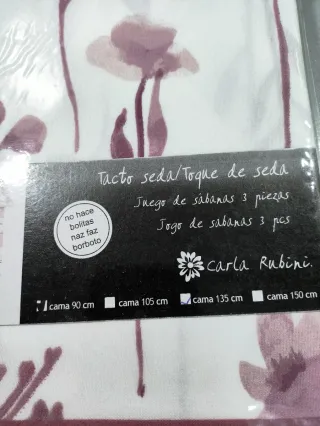 Tacto seda/Toque de seda
Juego de sábanas 3 piezas
Jogo de sabanas 3 pcs
no hace
bolitas
naz faz
borboto
Carla Rubini.
cama 90 cm
cama 105 cm
cama 135 cm
cama 150 cm